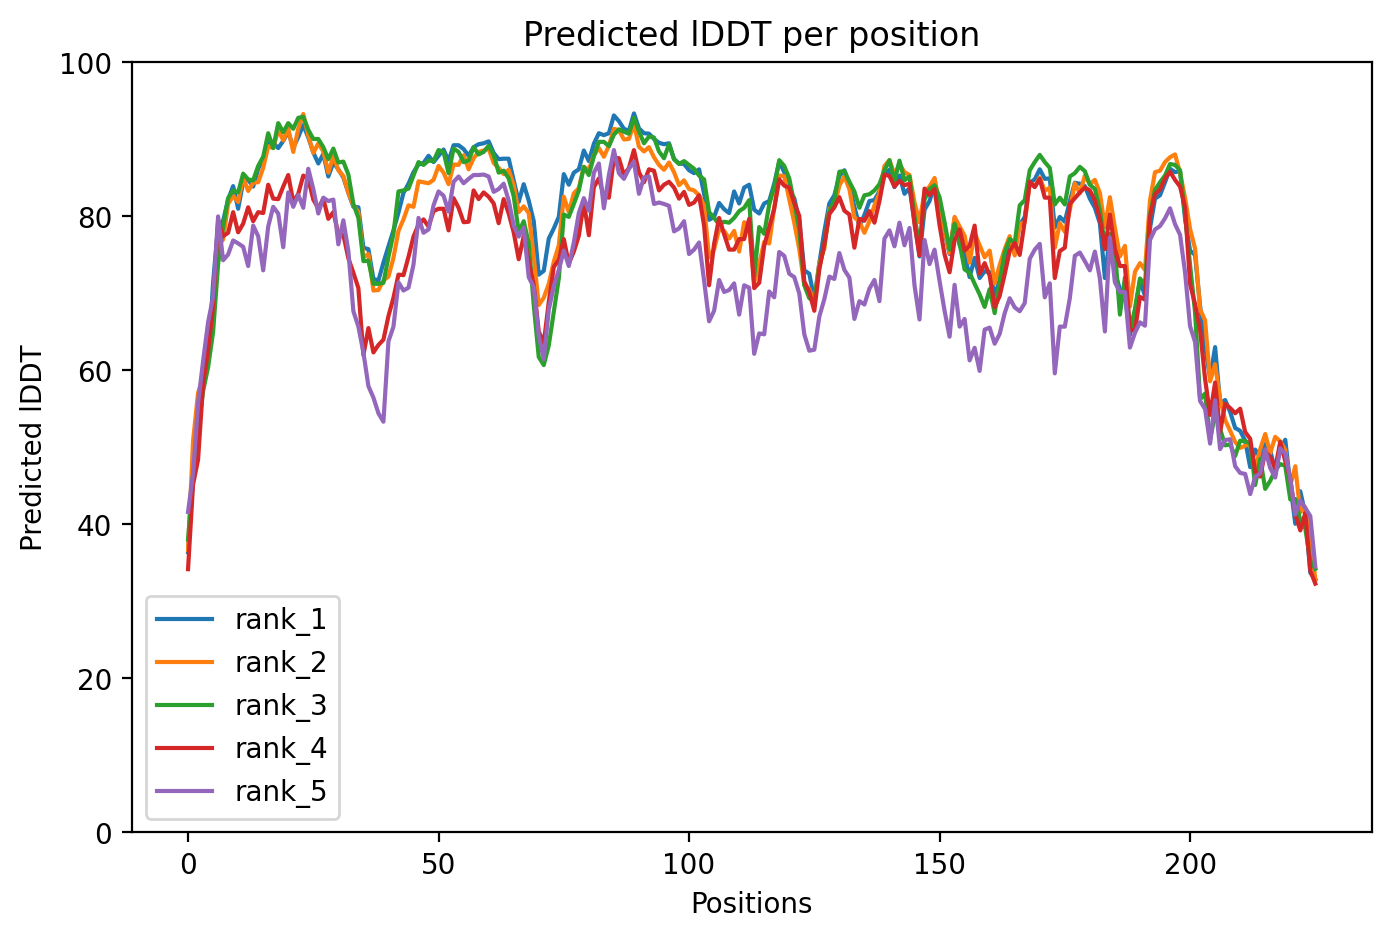 Predicted lDDT per position
100
80
60
40
20
0
Predicted lDDT
rank_1
rank_2
rank_3
rank_4
rank_5
0 50 100 150 200
Positions